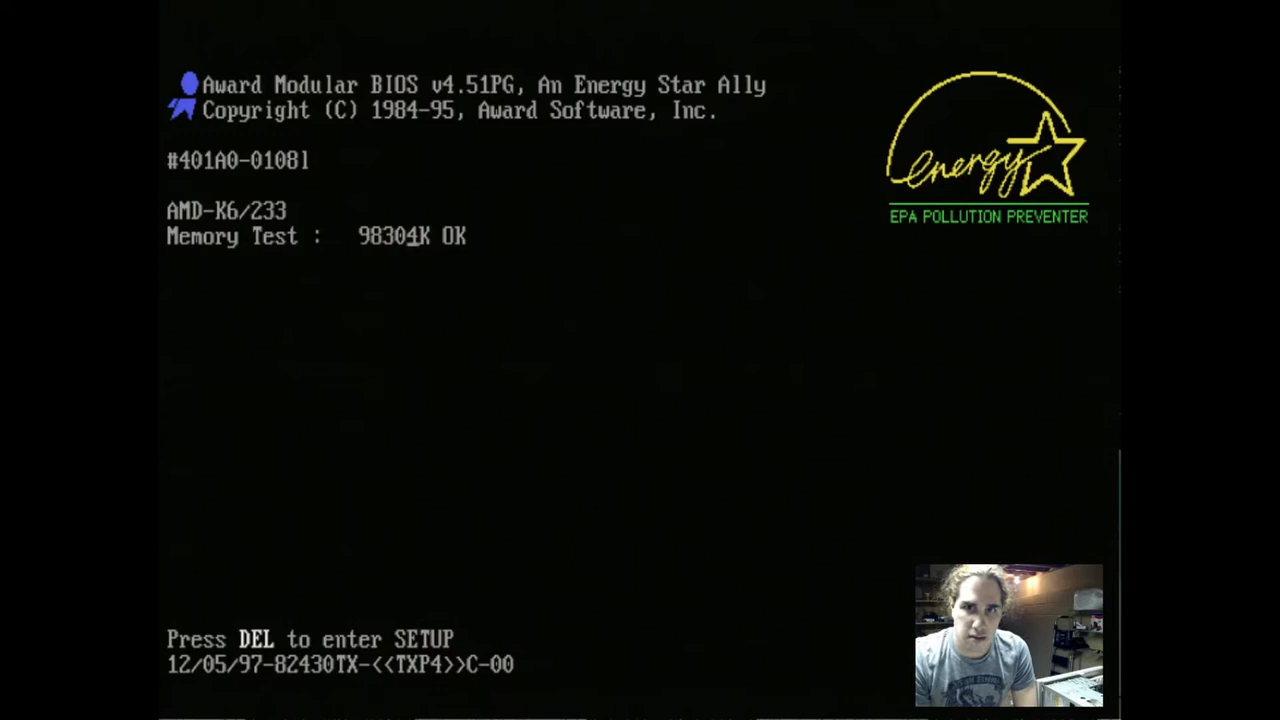 Award Modular BIOS v4.51PG, An Energy Star Ally
Copyright (C) 1984-95, Award Software, Inc.
energy
EPA POLLUTION PREVENTER
#401A0-0108l
AMD-K6/233
Memory Test :   98304K OK
Press DEL to enter SETUP
12/05/97-82430TX-<<TXP4>>C-00